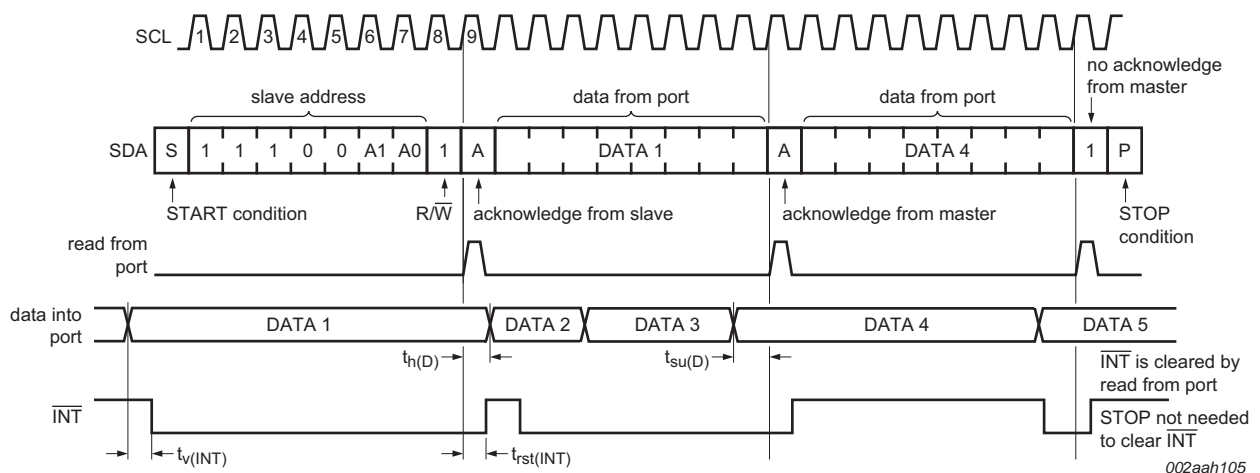 SCL 1 2 3 4 5 6 7 8 9
no acknowledge
from master
slave address data from port data from port
SDA S 1 1 1 0 0 A1 A0 1 A DATA 1 A DATA 4 1 P
START condition R/W̅ acknowledge from slave acknowledge from master STOP
condition
read from
port
data into
port
DATA 1 DATA 2 DATA 3 DATA 4 DATA 5
th(D) tsu(D)
I̅N̅T̅ is cleared by
read from port
I̅N̅T̅
STOP not needed
to clear I̅N̅T̅
tv(INT) trst(INT)
002aah105